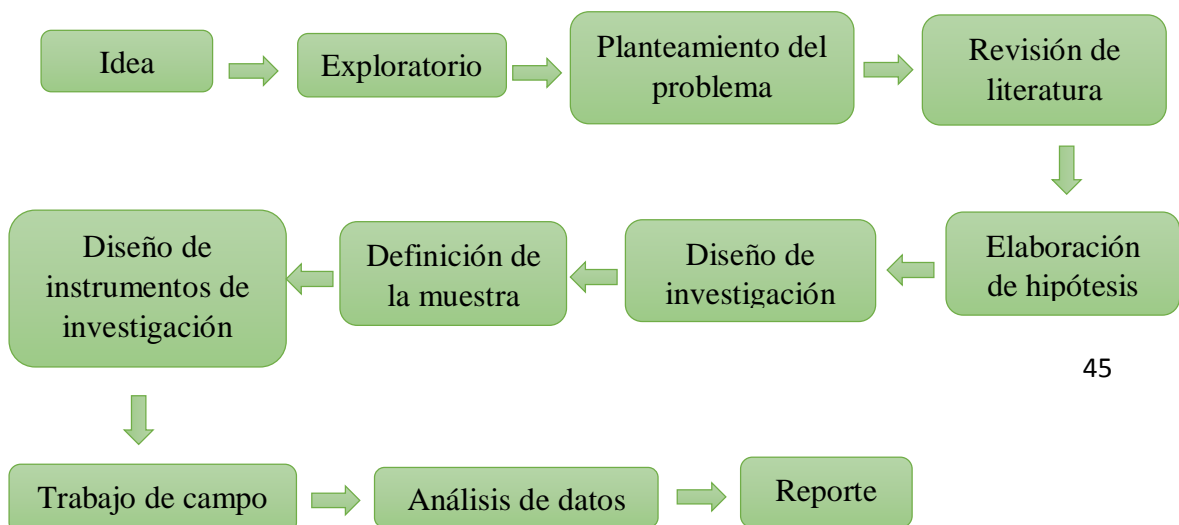 Idea
Exploratorio
Planteamiento del
problema
Revisión de
literatura
Elaboración
de hipótesis
Diseño de
investigación
Definición de
la muestra
Diseño de
instrumentos de
investigación
45
Trabajo de campo
Análisis de datos
Reporte